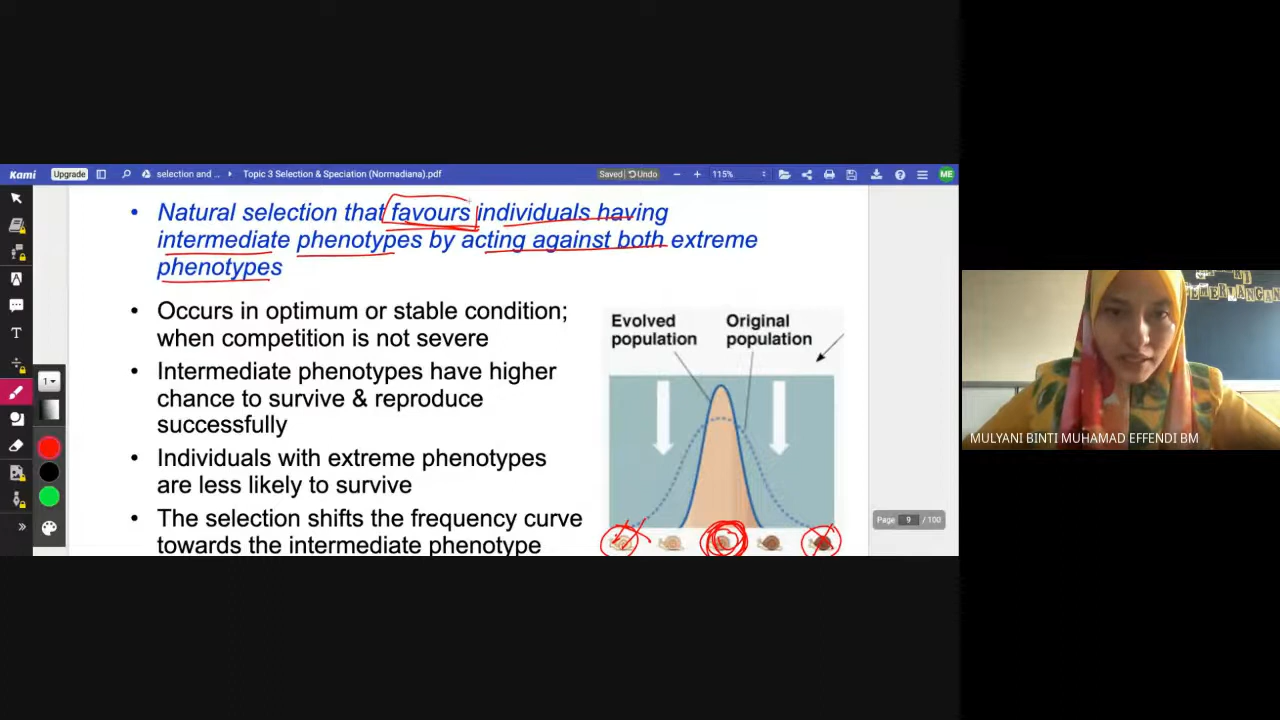 Kami
Upgrade
selection and ..
Topic 3 Selection & Speciation (Normadiana).pdf
Saved
Undo
115%
ME
• Natural selection that favours individuals having
intermediate phenotypes by acting against both extreme
phenotypes
• Occurs in optimum or stable condition;
when competition is not severe
• Intermediate phenotypes have higher
chance to survive & reproduce
successfully
• Individuals with extreme phenotypes
are less likely to survive
• The selection shifts the frequency curve
towards the intermediate phenotype
Evolved
population
Original
population
Page 9 / 100
1
MULYANI BINTI MUHAMAD EFFENDI BM